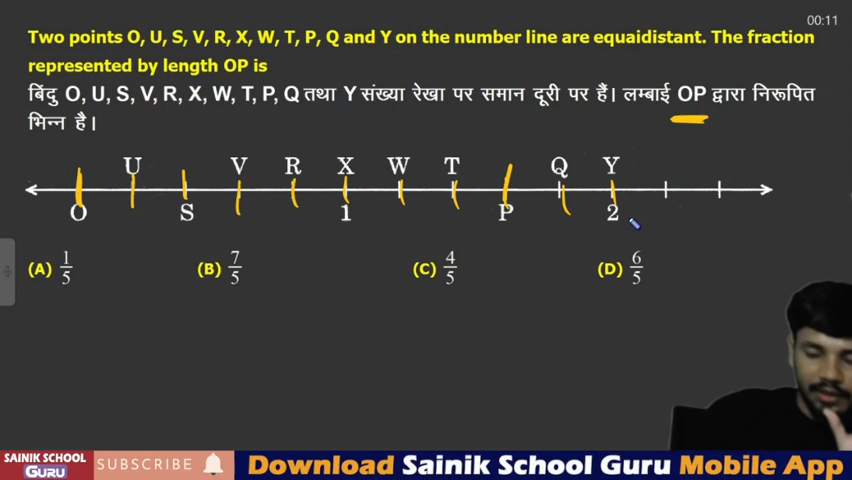 00:11
Two points O, U, S, V, R, X, W, T, P, Q and Y on the number line are equaidistant. The fraction
represented by length OP is
बिंदु O, U, S, V, R, X, W, T, P, Q तथा Y संख्या रेखा पर समान दूरी पर हैं। लम्बाई OP द्वारा निरूपित
भिन्न है।
U V R X W T Q Y
O S 1 P 2
(A) 1/5 (B) 7/5 (C) 4/5 (D) 6/5
SAINIK SCHOOL
GURU
SUBSCRIBE
Download Sainik School Guru Mobile App